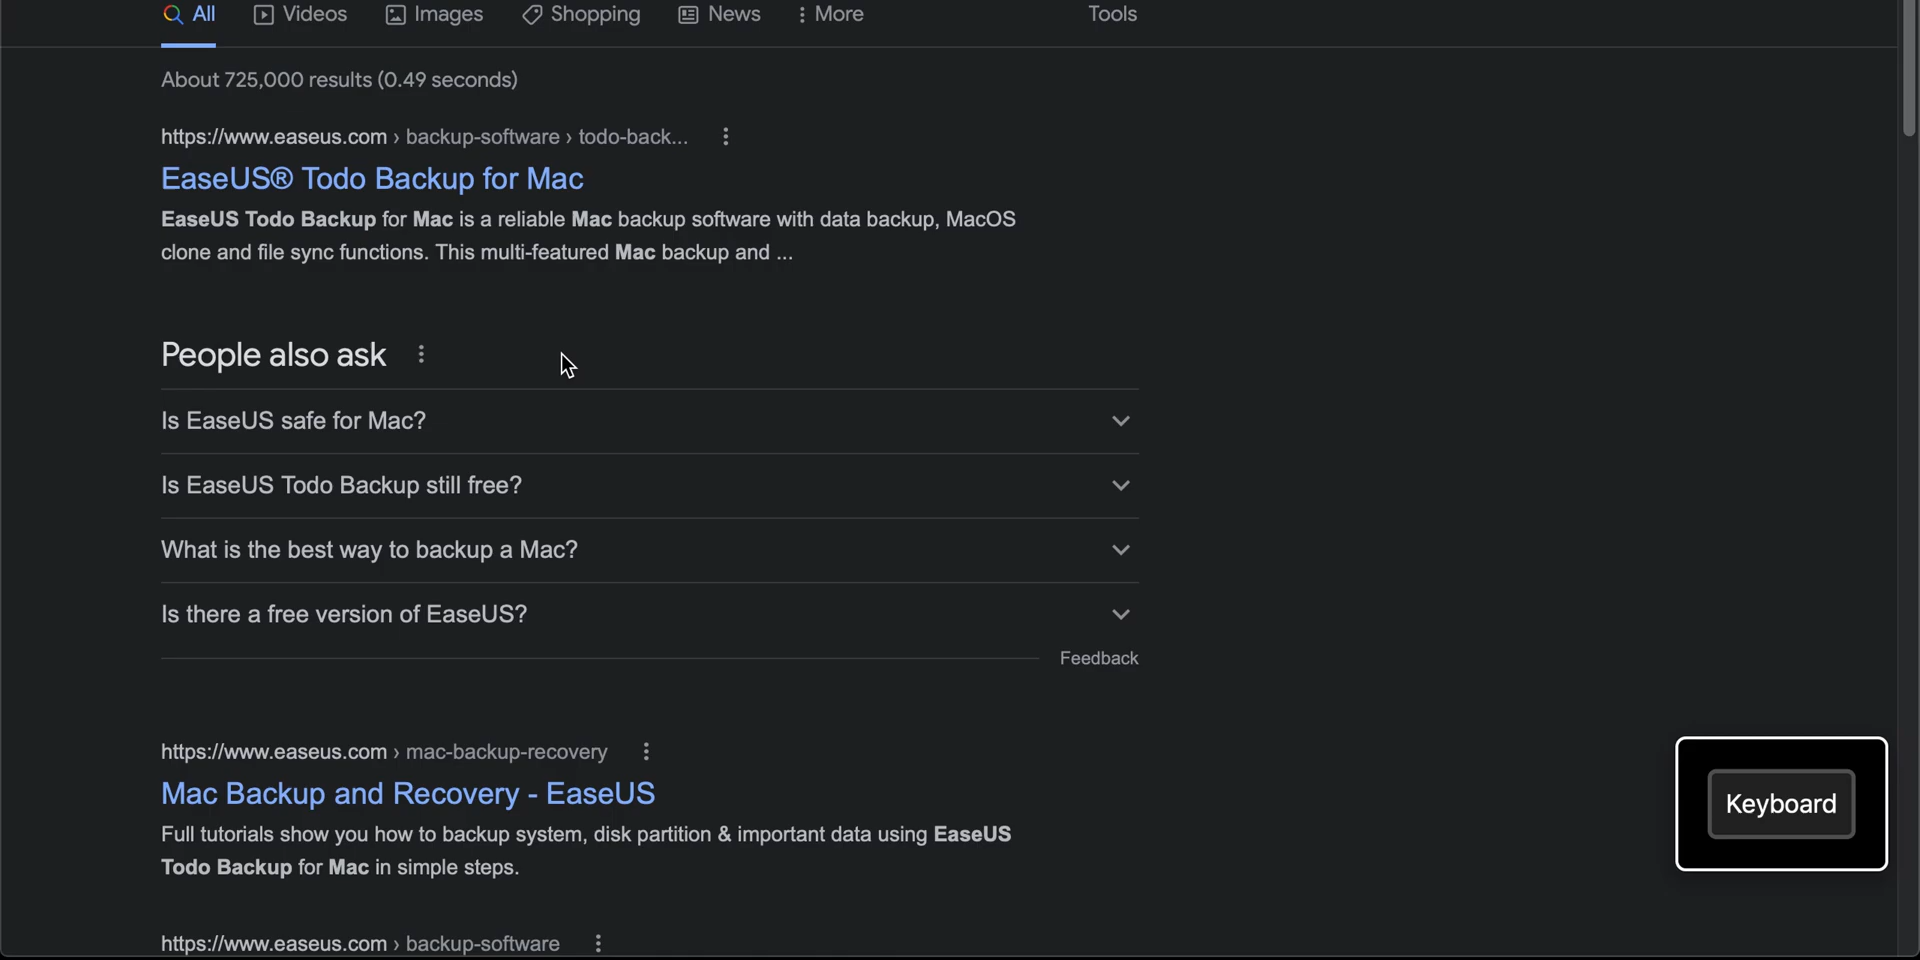 All Videos Images Shopping News More Tools
About 725,000 results (0.49 seconds)
https://www.easeus.com › backup-software › todo-back...
EaseUS® Todo Backup for Mac
EaseUS Todo Backup for Mac is a reliable Mac backup software with data backup, MacOS
clone and file sync functions. This multi-featured Mac backup and ...
People also ask
Is EaseUS safe for Mac?
Is EaseUS Todo Backup still free?
What is the best way to backup a Mac?
Is there a free version of EaseUS?
Feedback
https://www.easeus.com › mac-backup-recovery
Mac Backup and Recovery - EaseUS
Full tutorials show you how to backup system, disk partition & important data using EaseUS
Todo Backup for Mac in simple steps.
https://www.easeus.com › backup-software
Keyboard